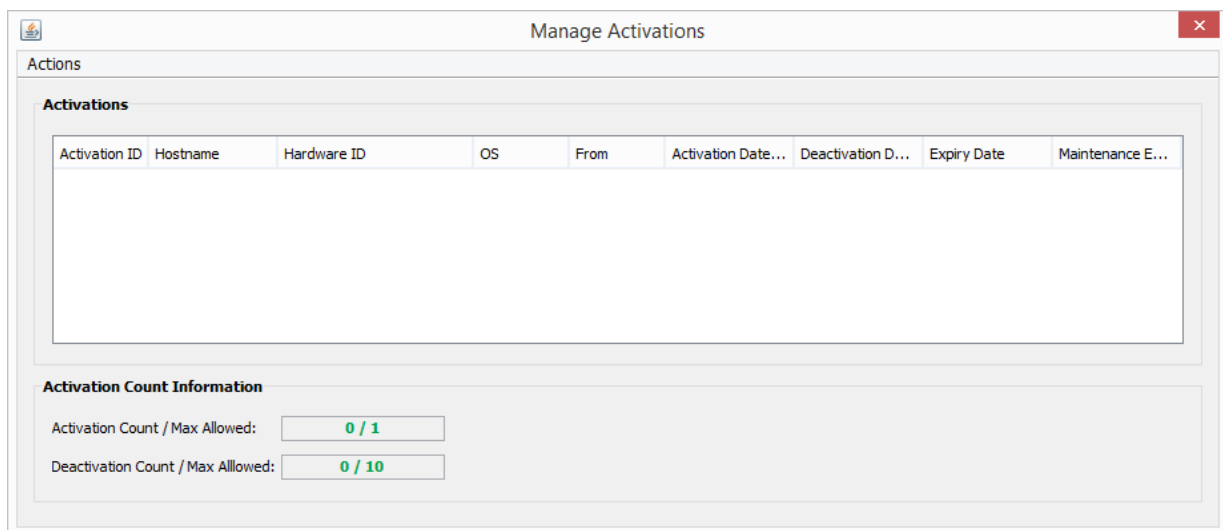 Manage Activations
Actions
Activations
Activation ID Hostname Hardware ID OS From Activation Date... Deactivation D... Expiry Date Maintenance E...
Activation Count Information
Activation Count / Max Allowed: 0 / 1
Deactivation Count / Max Alllowed: 0 / 10